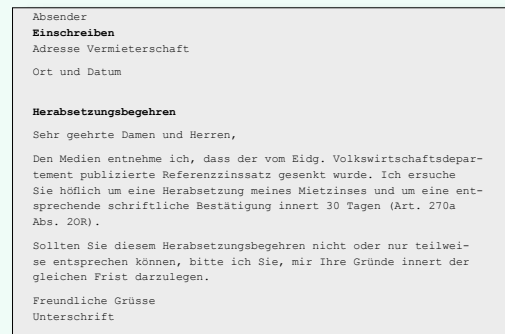 Absender
Einschreiben
Adresse Vermieterschaft
Ort und Datum
Herabsetzungsbegehren
Sehr geehrte Damen und Herren,
Den Medien entnehme ich, dass der vom Eidg. Volkswirtschaftsdepar-
tement publizierte Referenzzinssatz gesenkt wurde. Ich ersuche
Sie höflich um eine Herabsetzung meines Mietzinses und um eine ent-
sprechende schriftliche Bestätigung innert 30 Tagen (Art. 270a
Abs. 2OR).
Sollten Sie diesem Herabsetzungsbegehren nicht oder nur teilwei-
se entsprechen können, bitte ich Sie, mir Ihre Gründe innert der
gleichen Frist darzulegen.
Freundliche Grüsse
Unterschrift